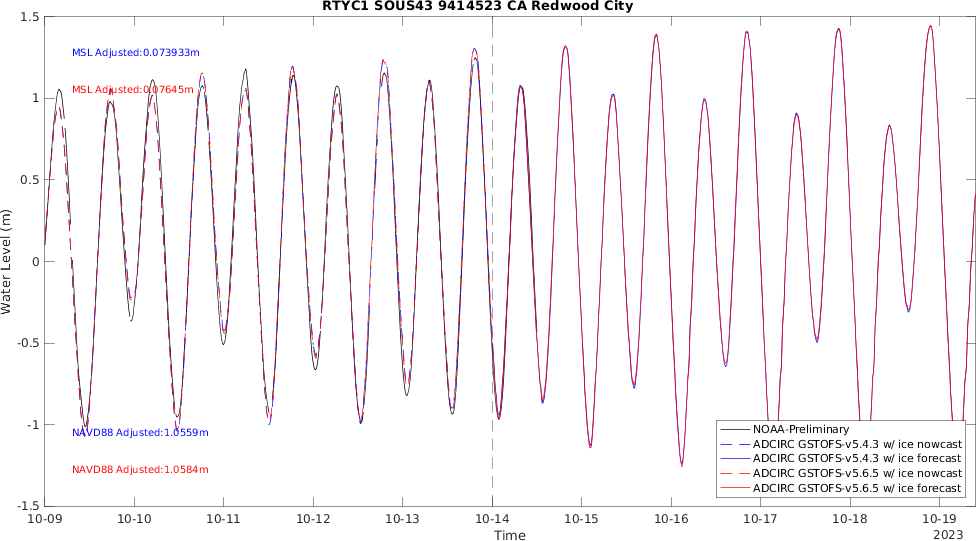 RTYC1 SOUS43 9414523 CA Redwood City
1.5
MSL Adjusted:0.073933m
MSL Adjusted:0.07645m
1
0.5
0
-0.5
-1
-1.5
Water Level (m)
NAVD88 Adjusted:1.0559m
NAVD88 Adjusted:1.0584m
NOAA-Preliminary
ADCIRC GSTOFS-v5.4.3 w/ ice nowcast
ADCIRC GSTOFS-v5.4.3 w/ ice forecast
ADCIRC GSTOFS-v5.6.5 w/ ice nowcast
ADCIRC GSTOFS-v5.6.5 w/ ice forecast
10-09 10-10 10-11 10-12 10-13 10-14 10-15 10-16 10-17 10-18 10-19
Time
2023